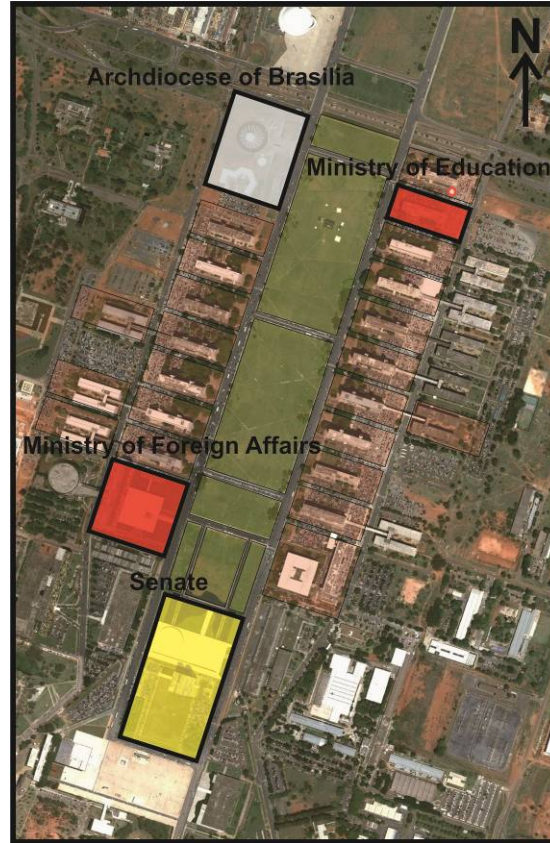 N
Archdiocese of Brasilia
Ministry of Education
Ministry of Foreign Affairs
Senate